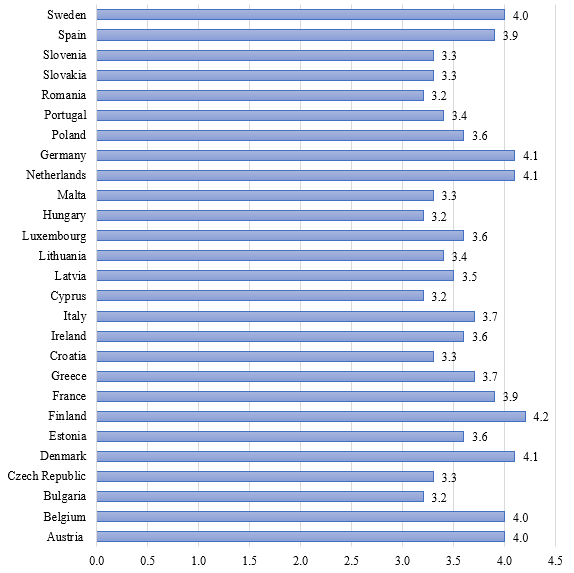 Sweden 4.0
Spain 3.9
Slovenia 3.3
Slovakia 3.3
Romania 3.2
Portugal 3.4
Poland 3.6
Germany 4.1
Netherlands 4.1
Malta 3.3
Hungary 3.2
Luxembourg 3.6
Lithuania 3.4
Latvia 3.5
Cyprus 3.2
Italy 3.7
Ireland 3.6
Croatia 3.3
Greece 3.7
France 3.9
Finland 4.2
Estonia 3.6
Denmark 4.1
Czech Republic 3.3
Bulgaria 3.2
Belgium 4.0
Austria 4.0
0.0 0.5 1.0 1.5 2.0 2.5 3.0 3.5 4.0 4.5